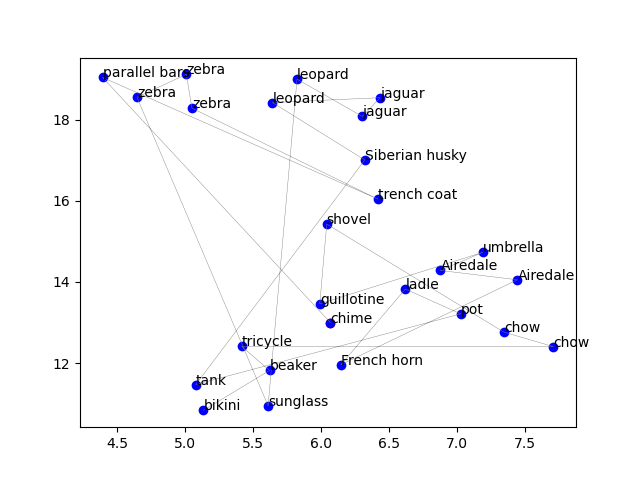 parallel bars
zebra
zebra
zebra
leopard
leopard
jaguar
jaguar
Siberian husky
trench coat
shovel
umbrella
Airedale
Airedale
ladle
guillotine
chime
pot
chow
chow
tricycle
French horn
beaker
tank
bikini
sunglass
18
16
14
12
4.5 5.0 5.5 6.0 6.5 7.0 7.5